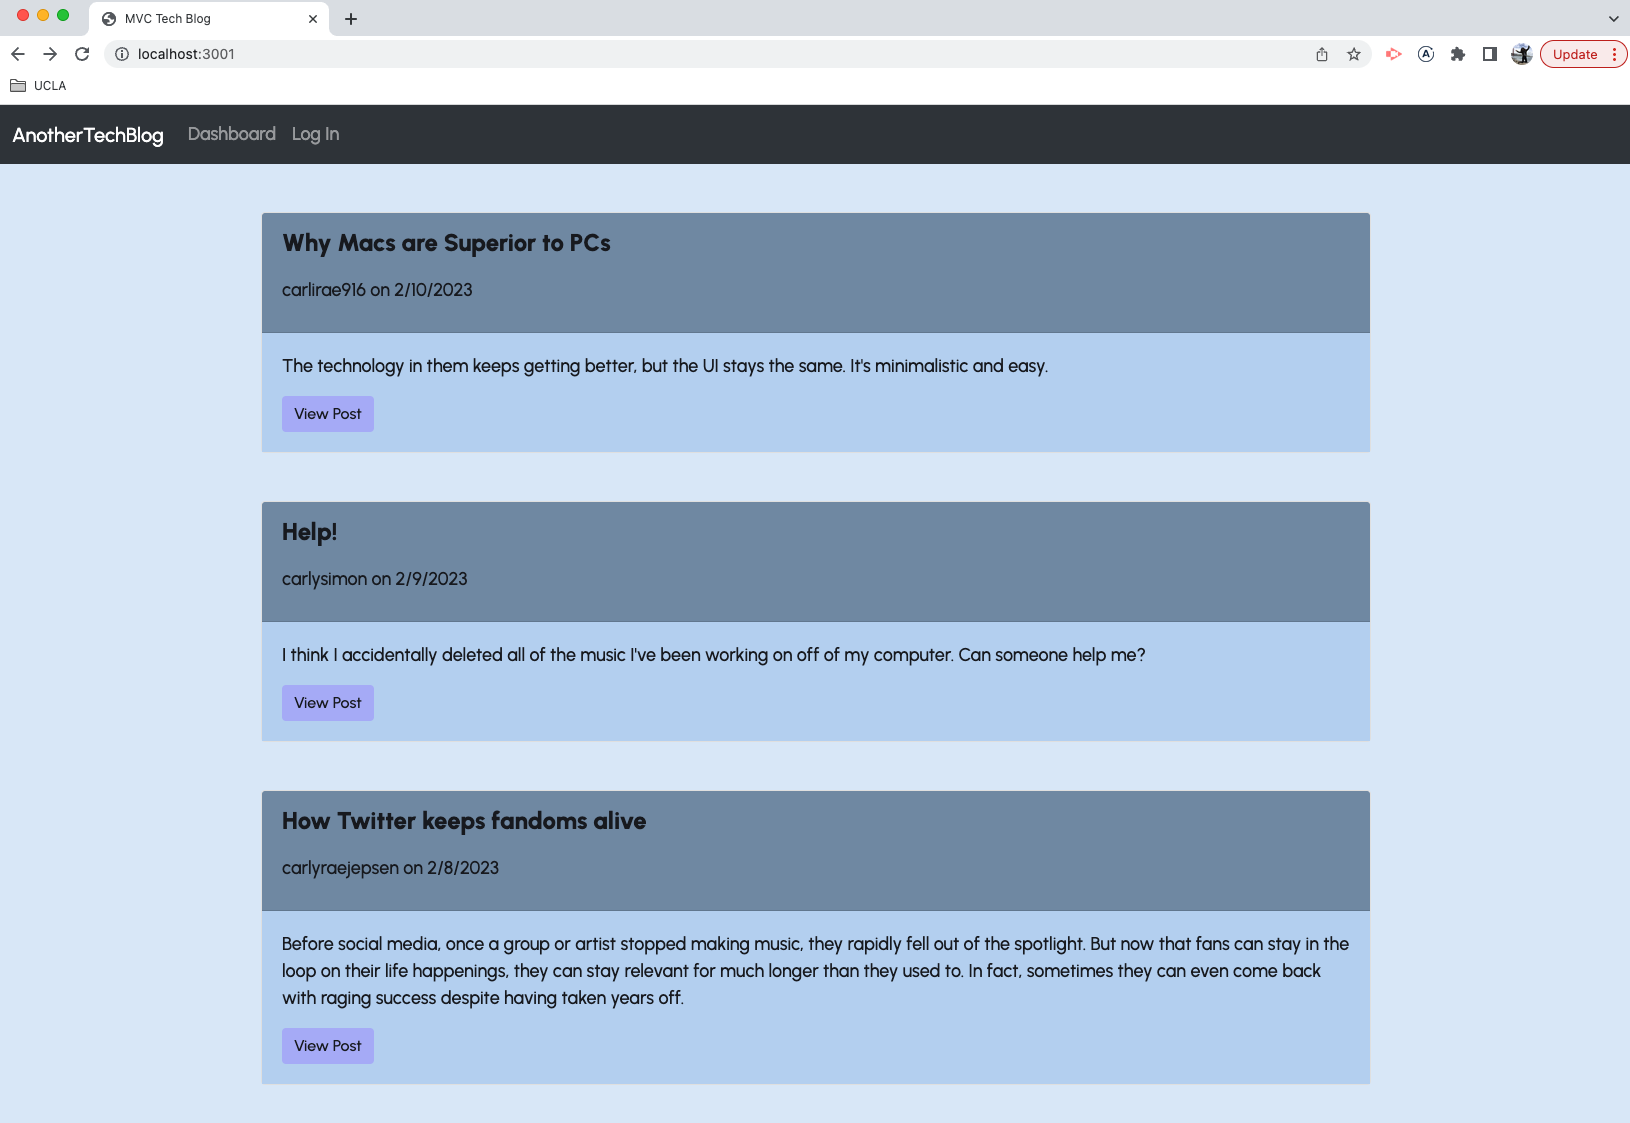 MVC Tech Blog
localhost:3001
Update
UCLA
AnotherTechBlog Dashboard Log In
Why Macs are Superior to PCs
carlirae916 on 2/10/2023
The technology in them keeps getting better, but the UI stays the same. It's minimalistic and easy.
View Post
Help!
carlysimon on 2/9/2023
I think I accidentally deleted all of the music I've been working on off of my computer. Can someone help me?
View Post
How Twitter keeps fandoms alive
carlyraejepsen on 2/8/2023
Before social media, once a group or artist stopped making music, they rapidly fell out of the spotlight. But now that fans can stay in the
loop on their life happenings, they can stay relevant for much longer than they used to. In fact, sometimes they can even come back
with raging success despite having taken years off.
View Post